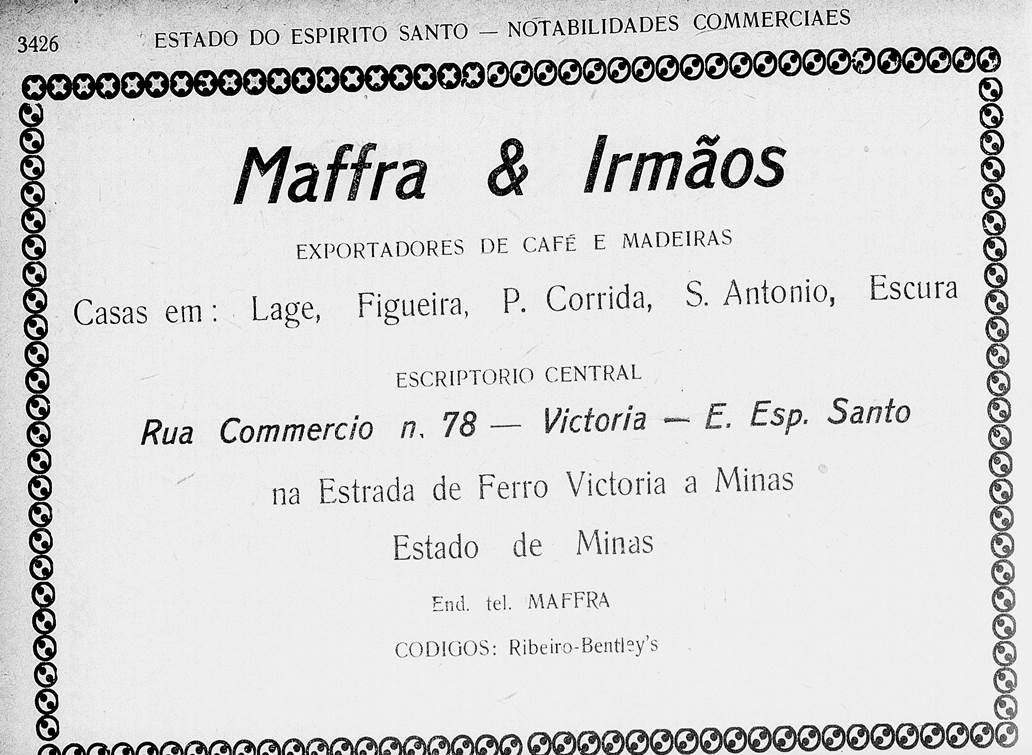 3426 ESTADO DO ESPIRITO SANTO — NOTABILIDADES COMMERCIAES
Maffra & Irmãos
EXPORTADORES DE CAFÉ E MADEIRAS
Casas em: Lage, Figueira, P. Corrida, S. Antonio, Escura
ESCRIPTORIO CENTRAL
Rua Commercio n. 78 — Victoria — E. Esp. Santo
na Estrada de Ferro Victoria a Minas
Estado de Minas
End. tel. MAFFRA
CODIGOS: Ribeiro-Bentley's